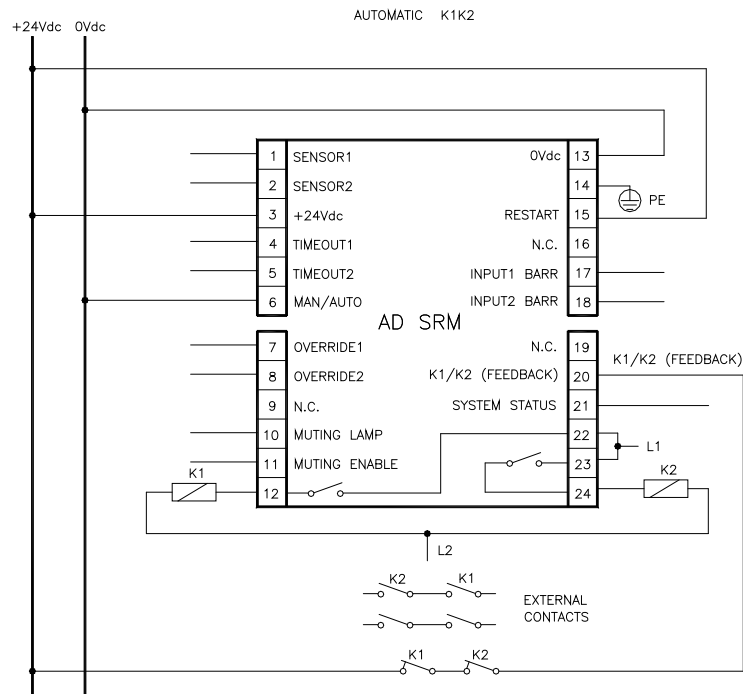 AUTOMATIC K1K2
+24Vdc 0Vdc
1 SENSOR1 0Vdc 13
2 SENSOR2 14 PE
3 +24Vdc RESTART 15
4 TIMEOUT1 N.C. 16
5 TIMEOUT2 INPUT1 BARR 17
6 MAN/AUTO INPUT2 BARR 18
AD SRM
7 OVERRIDE1 N.C. 19
K1/K2 (FEEDBACK)
8 OVERRIDE2 K1/K2 (FEEDBACK) 20
9 N.C. SYSTEM STATUS 21
10 MUTING LAMP 22
L1
11 MUTING ENABLE 23
K1 K2
12 24
L2
K2 K1
EXTERNAL
CONTACTS
K1 K2